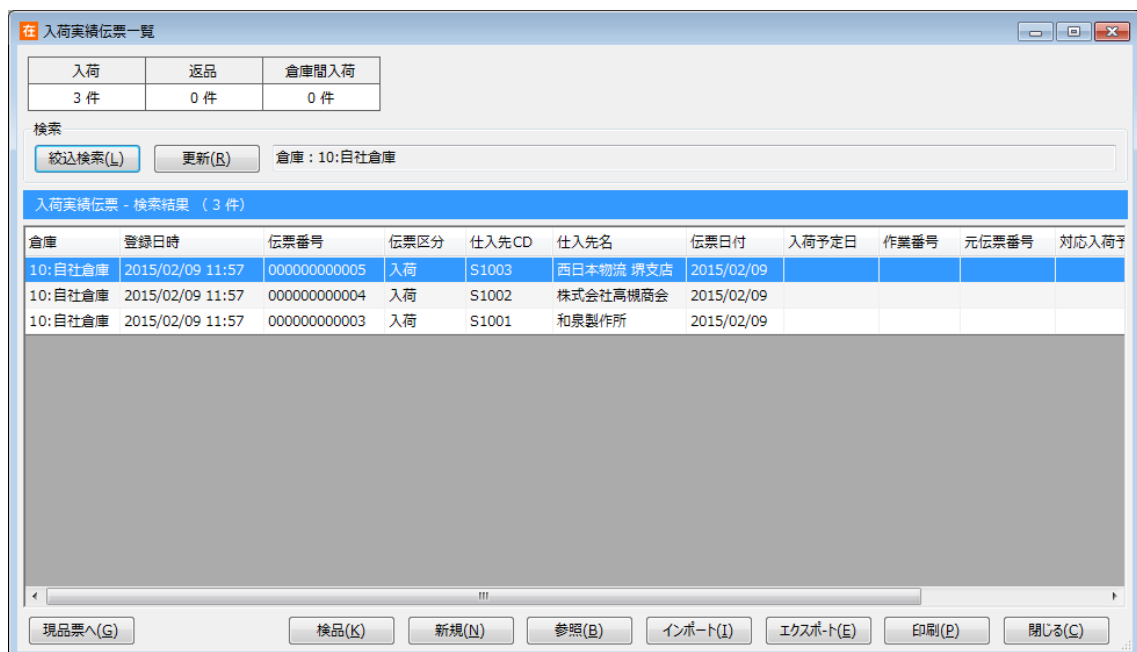 在 入荷実績伝票一覧
入荷 返品 倉庫間入荷
3 件 0 件 0 件
検索
絞込検索(L) 更新(R) 倉庫：10:自社倉庫
入荷実績伝票 - 検索結果 （ 3 件）
倉庫 登録日時 伝票番号 伝票区分 仕入先CD 仕入先名 伝票日付 入荷予定日 作業番号 元伝票番号 対応入荷予
10:自社倉庫 2015/02/09 11:57 000000000005 入荷 S1003 西日本物流 堺支店 2015/02/09
10:自社倉庫 2015/02/09 11:57 000000000004 入荷 S1002 株式会社高槻商会 2015/02/09
10:自社倉庫 2015/02/09 11:57 000000000003 入荷 S1001 和泉製作所 2015/02/09
現品票へ(G) 検品(K) 新規(N) 参照(B) インポート(I) エクスポート(E) 印刷(P) 閉じる(C)